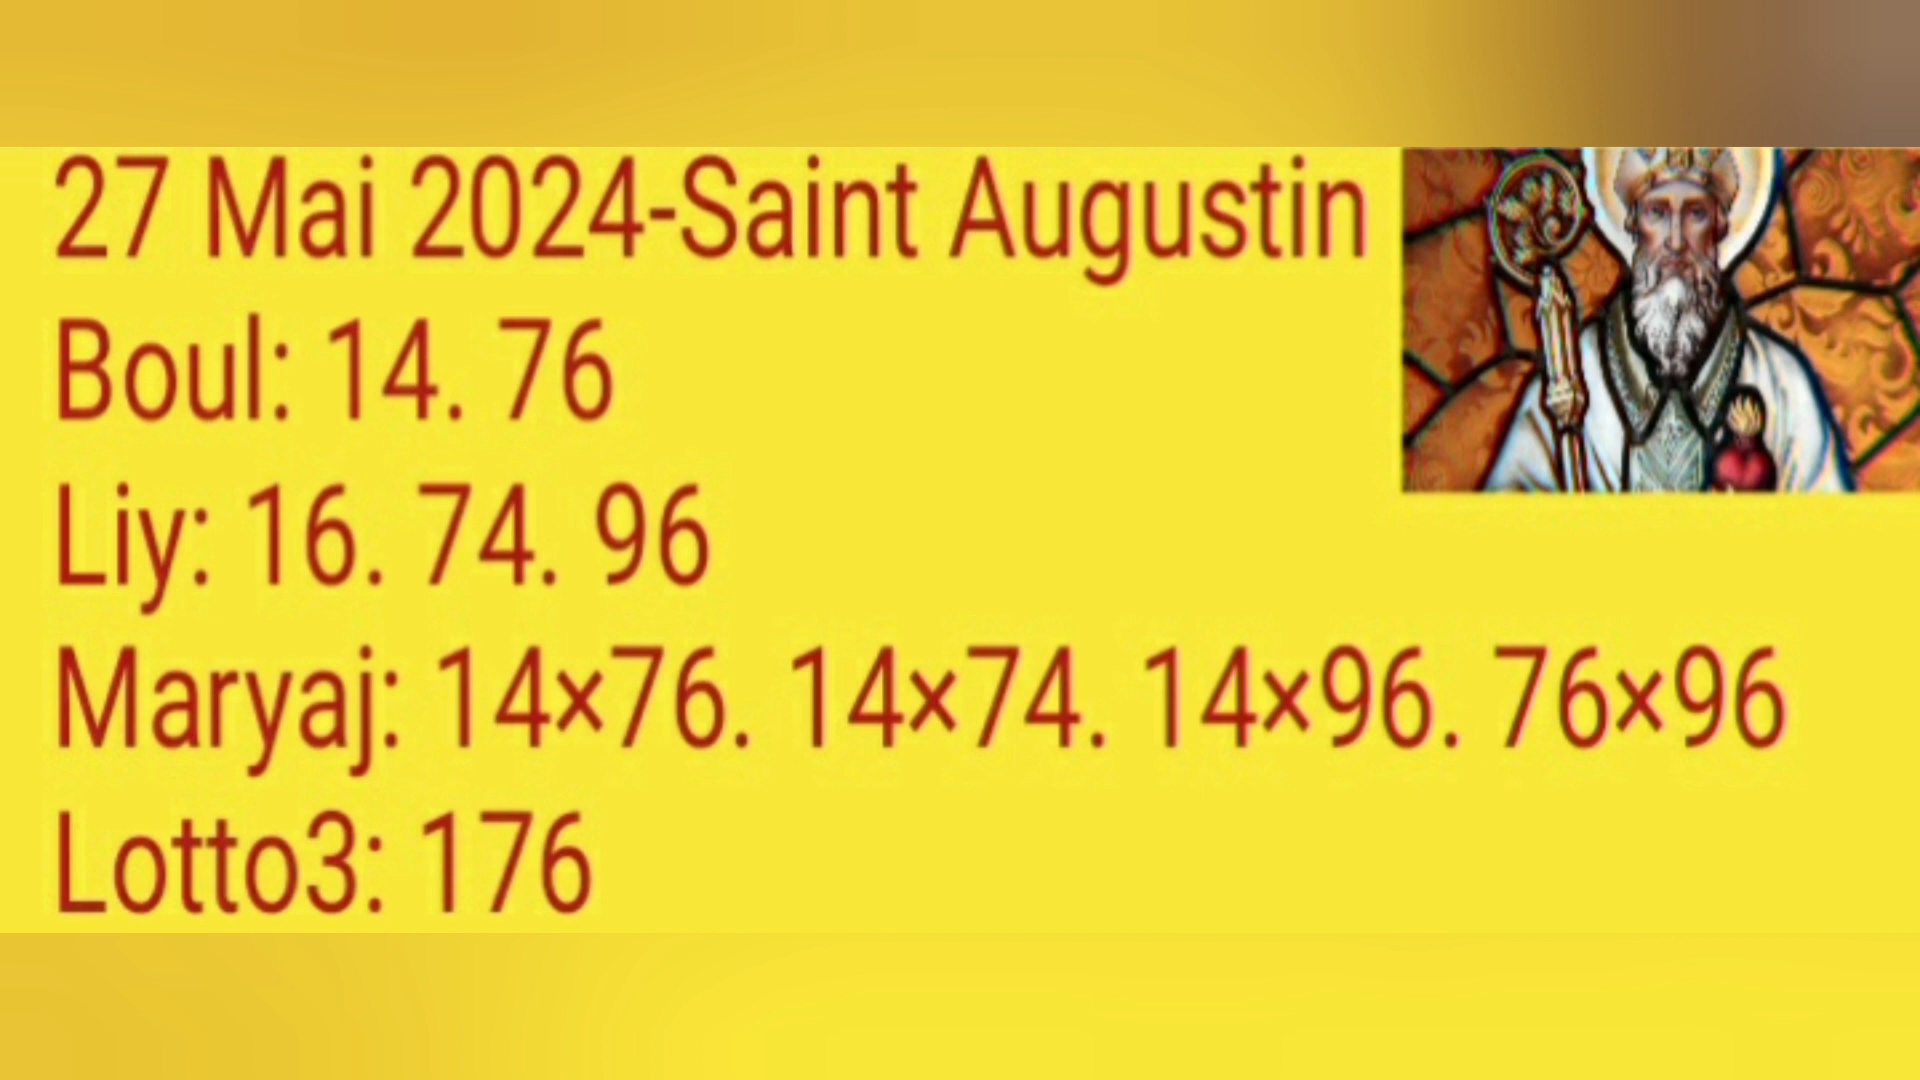 27 Mai 2024-Saint Augustin
Boul: 14. 76
Liy: 16. 74. 96
Maryaj: 14×76. 14×74. 14×96. 76×96
Lotto3: 176